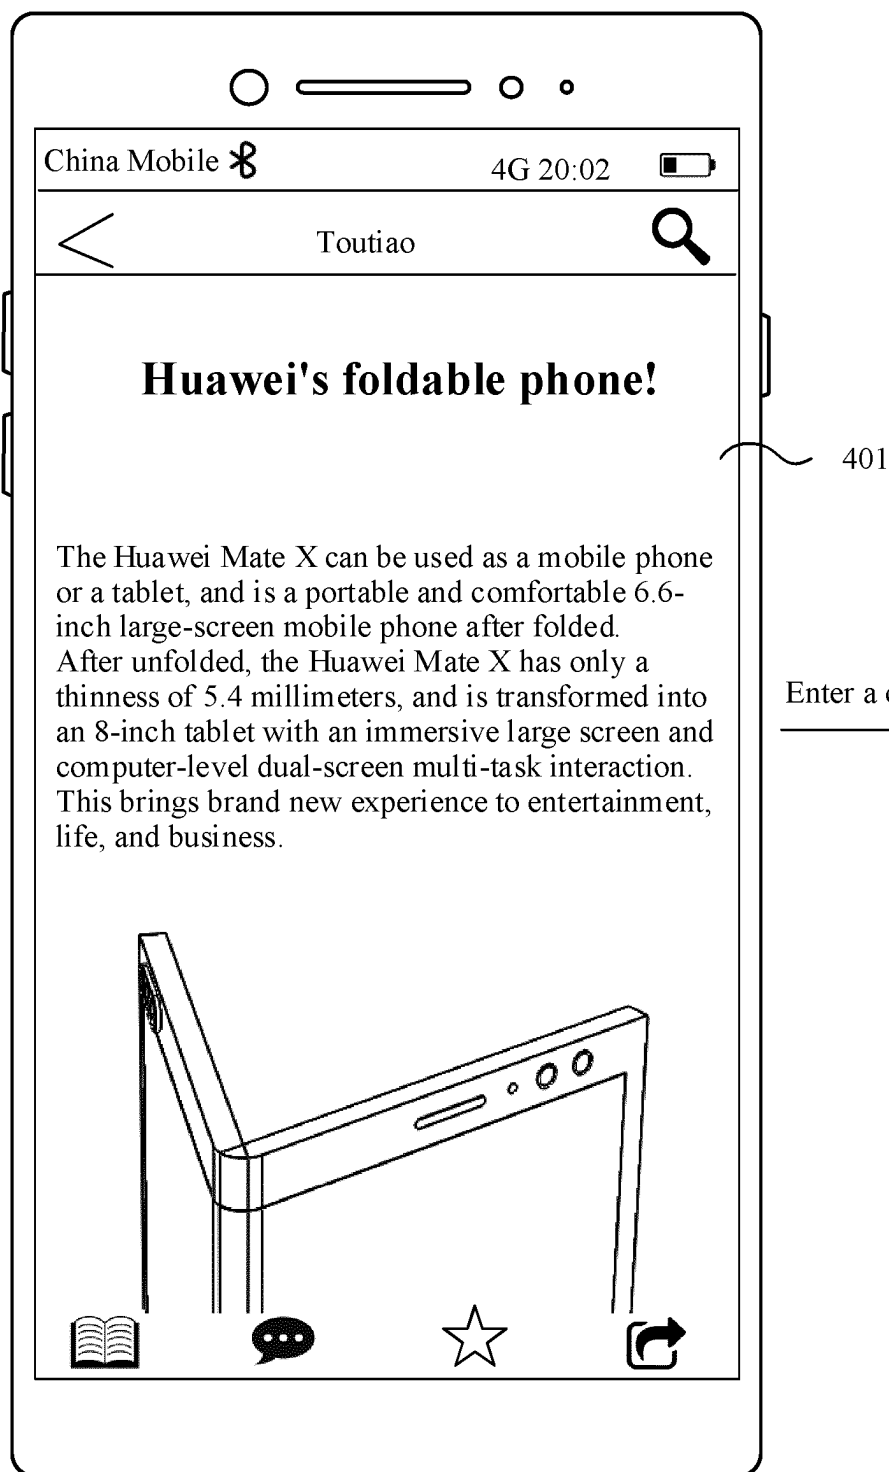 China Mobile
4G 20:02
Toutiao
Huawei's foldable phone!
401
The Huawei Mate X can be used as a mobile phone
or a tablet, and is a portable and comfortable 6.6-
inch large-screen mobile phone after folded.
After unfolded, the Huawei Mate X has only a
thinness of 5.4 millimeters, and is transformed into
an 8-inch tablet with an immersive large screen and
computer-level dual-screen multi-task interaction.
This brings brand new experience to entertainment,
life, and business.
Enter a